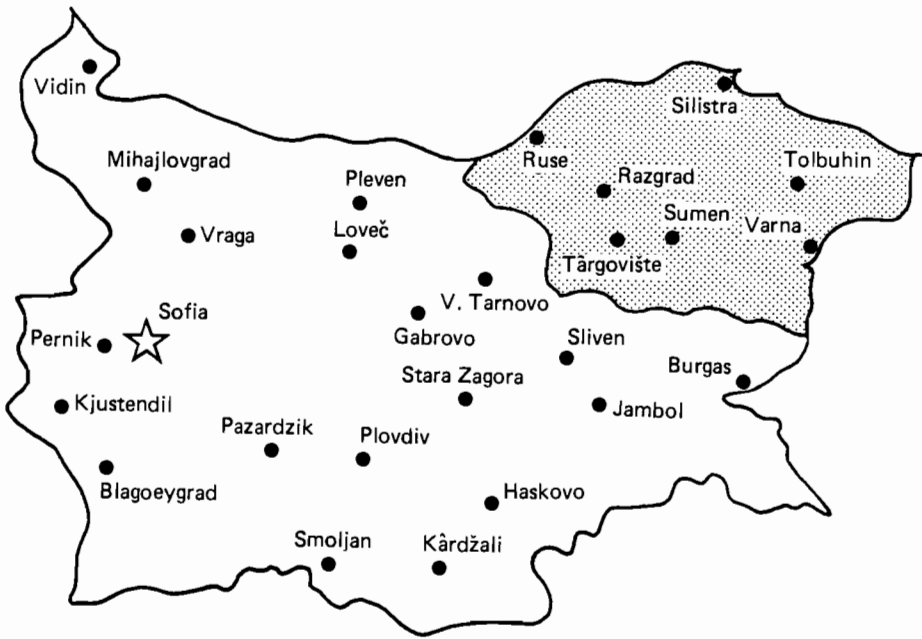 Vidin
Silistra
Mihajlovgrad
Ruse
Tolbuhin
Pleven
Razgrad
Vraga
Loveč
Sumen
Varna
Târgovište
V. Tarnovo
Sofia
Gabrovo
Sliven
Pernik
Burgas
Stara Zagora
Kjustendil
Jambol
Pazardzik
Plovdiv
Blagoeygrad
Haskovo
Smoljan
Kârdžali